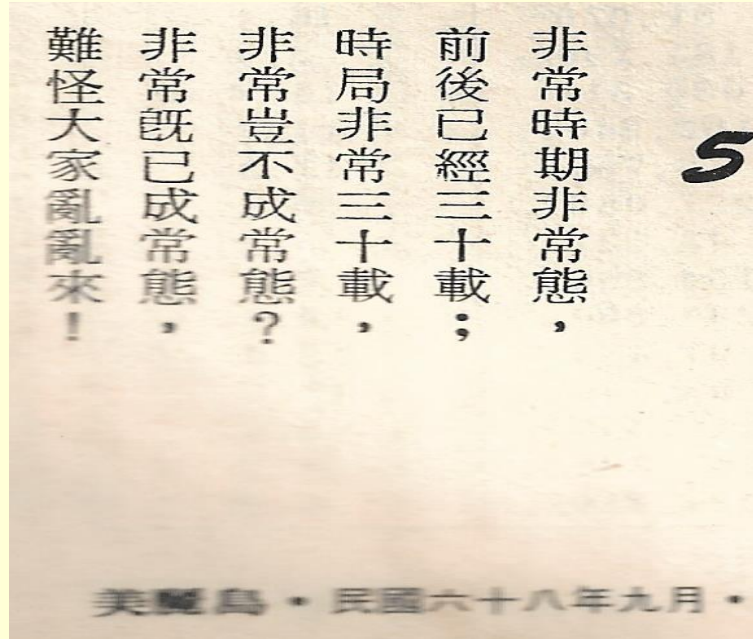 5
非常時期非常態，
前後已經三十載；
時局非常三十載，
非常豈不成常態？
非常既已成常態，
難怪大家亂亂來！
美麗島・民國六十八年九月・